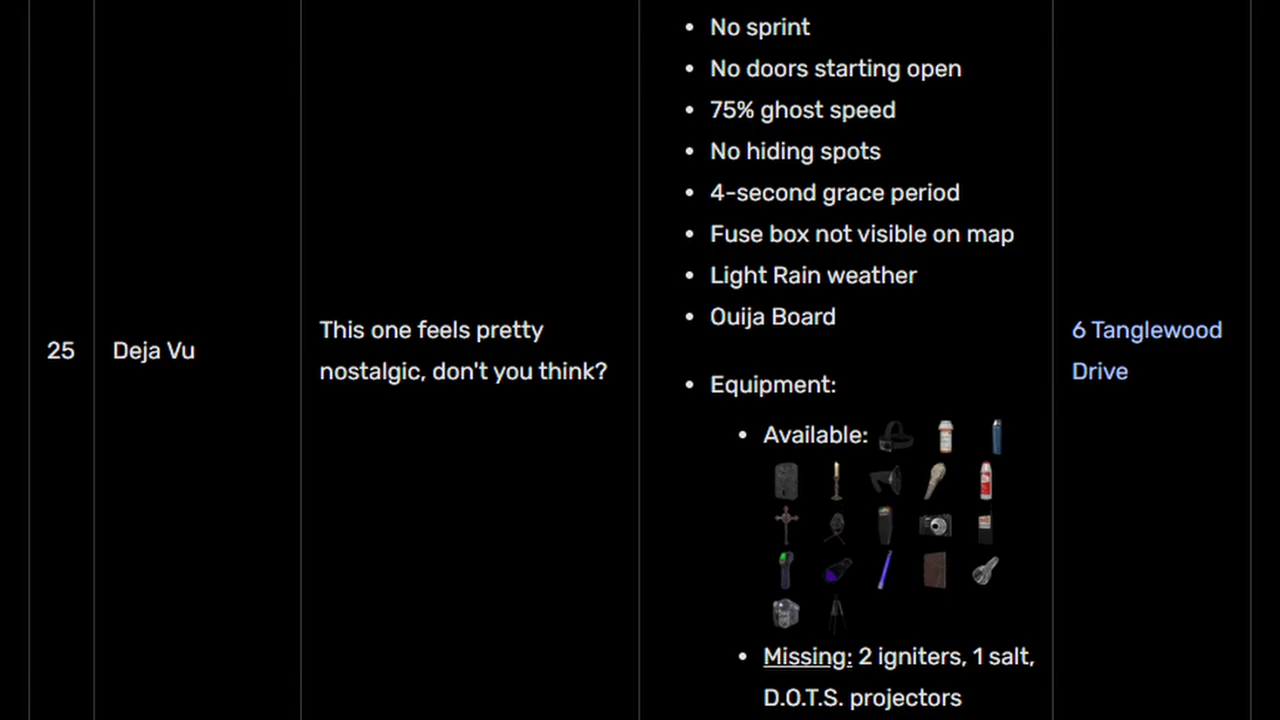 25
Deja Vu
This one feels pretty
nostalgic, don't you think?
• No sprint
• No doors starting open
• 75% ghost speed
• No hiding spots
• 4-second grace period
• Fuse box not visible on map
• Light Rain weather
• Ouija Board
• Equipment:
• Available:
• Missing: 2 igniters, 1 salt,
D.O.T.S. projectors
6 Tanglewood
Drive